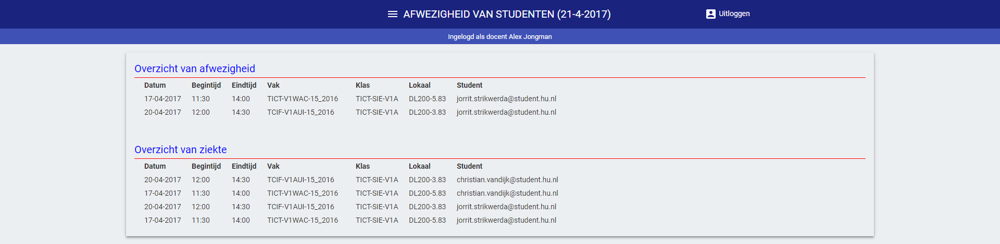 AFWEZIGHEID VAN STUDENTEN (21-4-2017) Uitloggen
Ingelogd als docent Alex Jongman
Overzicht van afwezigheid
Datum Begintijd Eindtijd Vak Klas Lokaal Student
17-04-2017 11:30 14:00 TICT-V1WAC-15_2016 TICT-SIE-V1A DL200-5.83 jorrit.strikwerda@student.hu.nl
20-04-2017 12:00 14:30 TCIF-V1AUI-15_2016 TICT-SIE-V1A DL200-3.83 jorrit.strikwerda@student.hu.nl
Overzicht van ziekte
Datum Begintijd Eindtijd Vak Klas Lokaal Student
20-04-2017 12:00 14:30 TCIF-V1AUI-15_2016 TICT-SIE-V1A DL200-3.83 christian.vandijk@student.hu.nl
17-04-2017 11:30 14:00 TICT-V1WAC-15_2016 TICT-SIE-V1A DL200-5.83 christian.vandijk@student.hu.nl
20-04-2017 12:00 14:30 TCIF-V1AUI-15_2016 TICT-SIE-V1A DL200-3.83 jorrit.strikwerda@student.hu.nl
17-04-2017 11:30 14:00 TICT-V1WAC-15_2016 TICT-SIE-V1A DL200-5.83 jorrit.strikwerda@student.hu.nl